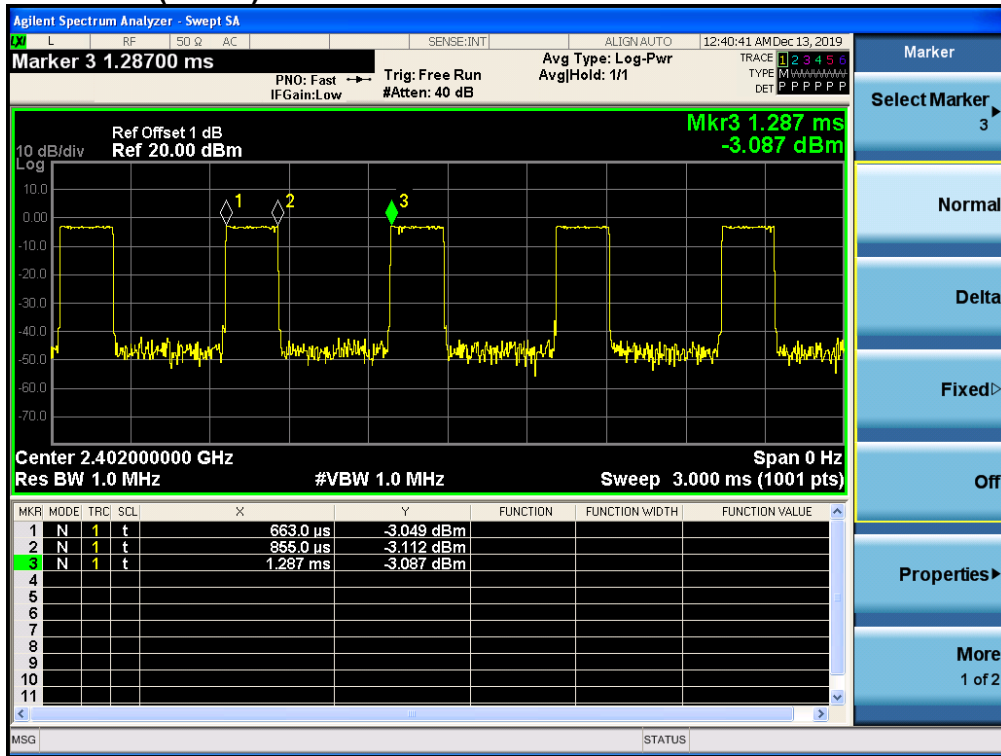 Agilent Spectrum Analyzer - Swept SA
LXI L RF 50 Ω AC SENSE:INT ALIGN AUTO 12:40:41 AM Dec 13, 2019
Marker 3 1.28700 ms
PNO: Fast
IFGain:Low
Trig: Free Run
#Atten: 40 dB
Avg Type: Log-Pwr
Avg|Hold: 1/1
TRACE 1 2 3 4 5 6
TYPE M
DET P P P P P P
Mkr3 1.287 ms
-3.087 dBm
Ref Offset 1 dB
10 dB/div Ref 20.00 dBm
Log
10.0
0.00
-10.0
-20.0
-30.0
-40.0
-50.0
-60.0
-70.0
1 2 3
Center 2.402000000 GHz Span 0 Hz
Res BW 1.0 MHz #VBW 1.0 MHz Sweep 3.000 ms (1001 pts)
MKR MODE TRC SCL X Y FUNCTION FUNCTION WIDTH FUNCTION VALUE
1 N 1 t 663.0 µs -3.049 dBm
2 N 1 t 855.0 µs -3.112 dBm
3 N 1 t 1.287 ms -3.087 dBm
4
5
6
7
8
9
10
11
MSG STATUS
Marker
Select Marker
3
Normal
Delta
Fixed
Off
Properties
More
1 of 2